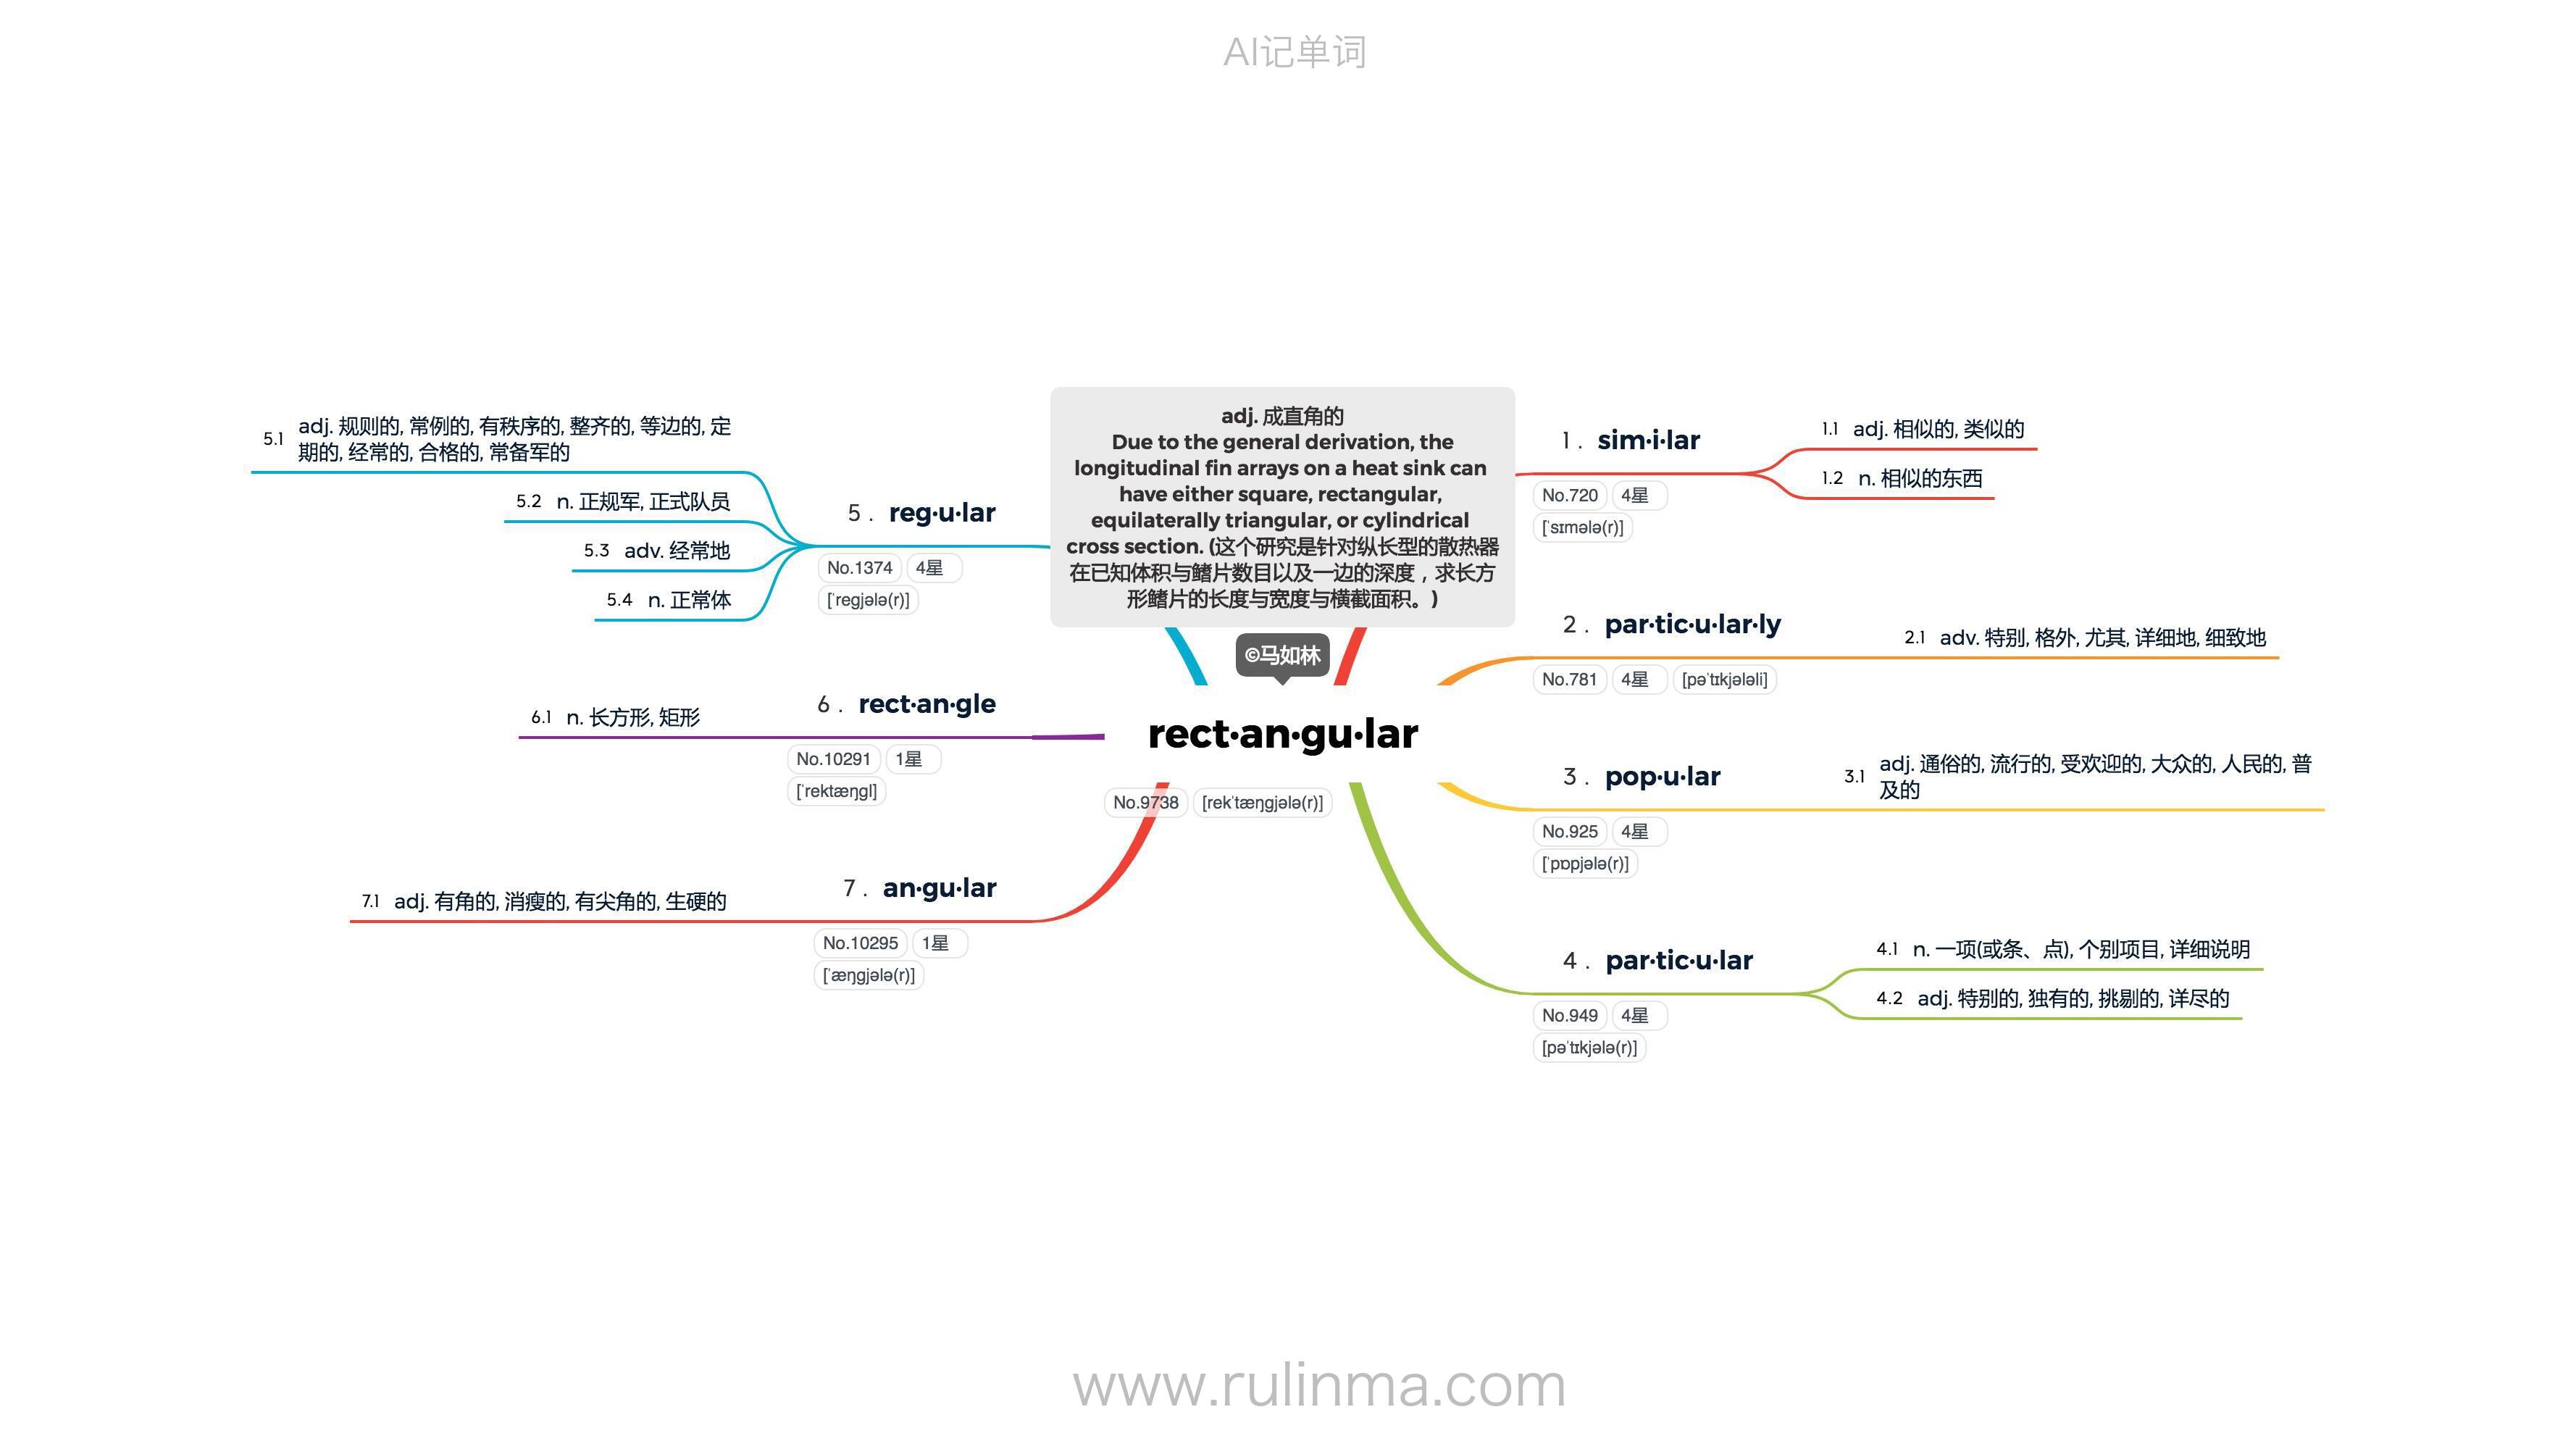 AI记单词
adj. 成直角的
Due to the general derivation, the
longitudinal fin arrays on a heat sink can
have either square, rectangular,
equilaterally triangular, or cylindrical
cross section. (这个研究是针对纵长型的散热器
在已知体积与鳍片数目以及一边的深度，求长方
形鳍片的长度与宽度与横截面积。)
©马如林
rect·an·gu·lar
No.9738 [rekˈtæŋgjələ(r)]
1 . sim·i·lar
No.720 4星
[ˈsɪmələ(r)]
1.1 adj. 相似的, 类似的
1.2 n. 相似的东西
2 . par·tic·u·lar·ly
No.781 4星 [pəˈtɪkjələli]
2.1 adv. 特别, 格外, 尤其, 详细地, 细致地
3 . pop·u·lar
No.925 4星
[ˈpɒpjələ(r)]
3.1 adj. 通俗的, 流行的, 受欢迎的, 大众的, 人民的, 普
及的
4 . par·tic·u·lar
No.949 4星
[pəˈtɪkjələ(r)]
4.1 n. 一项(或条、点), 个别项目, 详细说明
4.2 adj. 特别的, 独有的, 挑剔的, 详尽的
5 . reg·u·lar
No.1374 4星
[ˈregjələ(r)]
5.1 adj. 规则的, 常例的, 有秩序的, 整齐的, 等边的, 定
期的, 经常的, 合格的, 常备军的
5.2 n. 正规军, 正式队员
5.3 adv. 经常地
5.4 n. 正常体
6 . rect·an·gle
No.10291 1星
[ˈrektæŋgl]
6.1 n. 长方形, 矩形
7 . an·gu·lar
No.10295 1星
[ˈæŋgjələ(r)]
7.1 adj. 有角的, 消瘦的, 有尖角的, 生硬的
www.rulinma.com